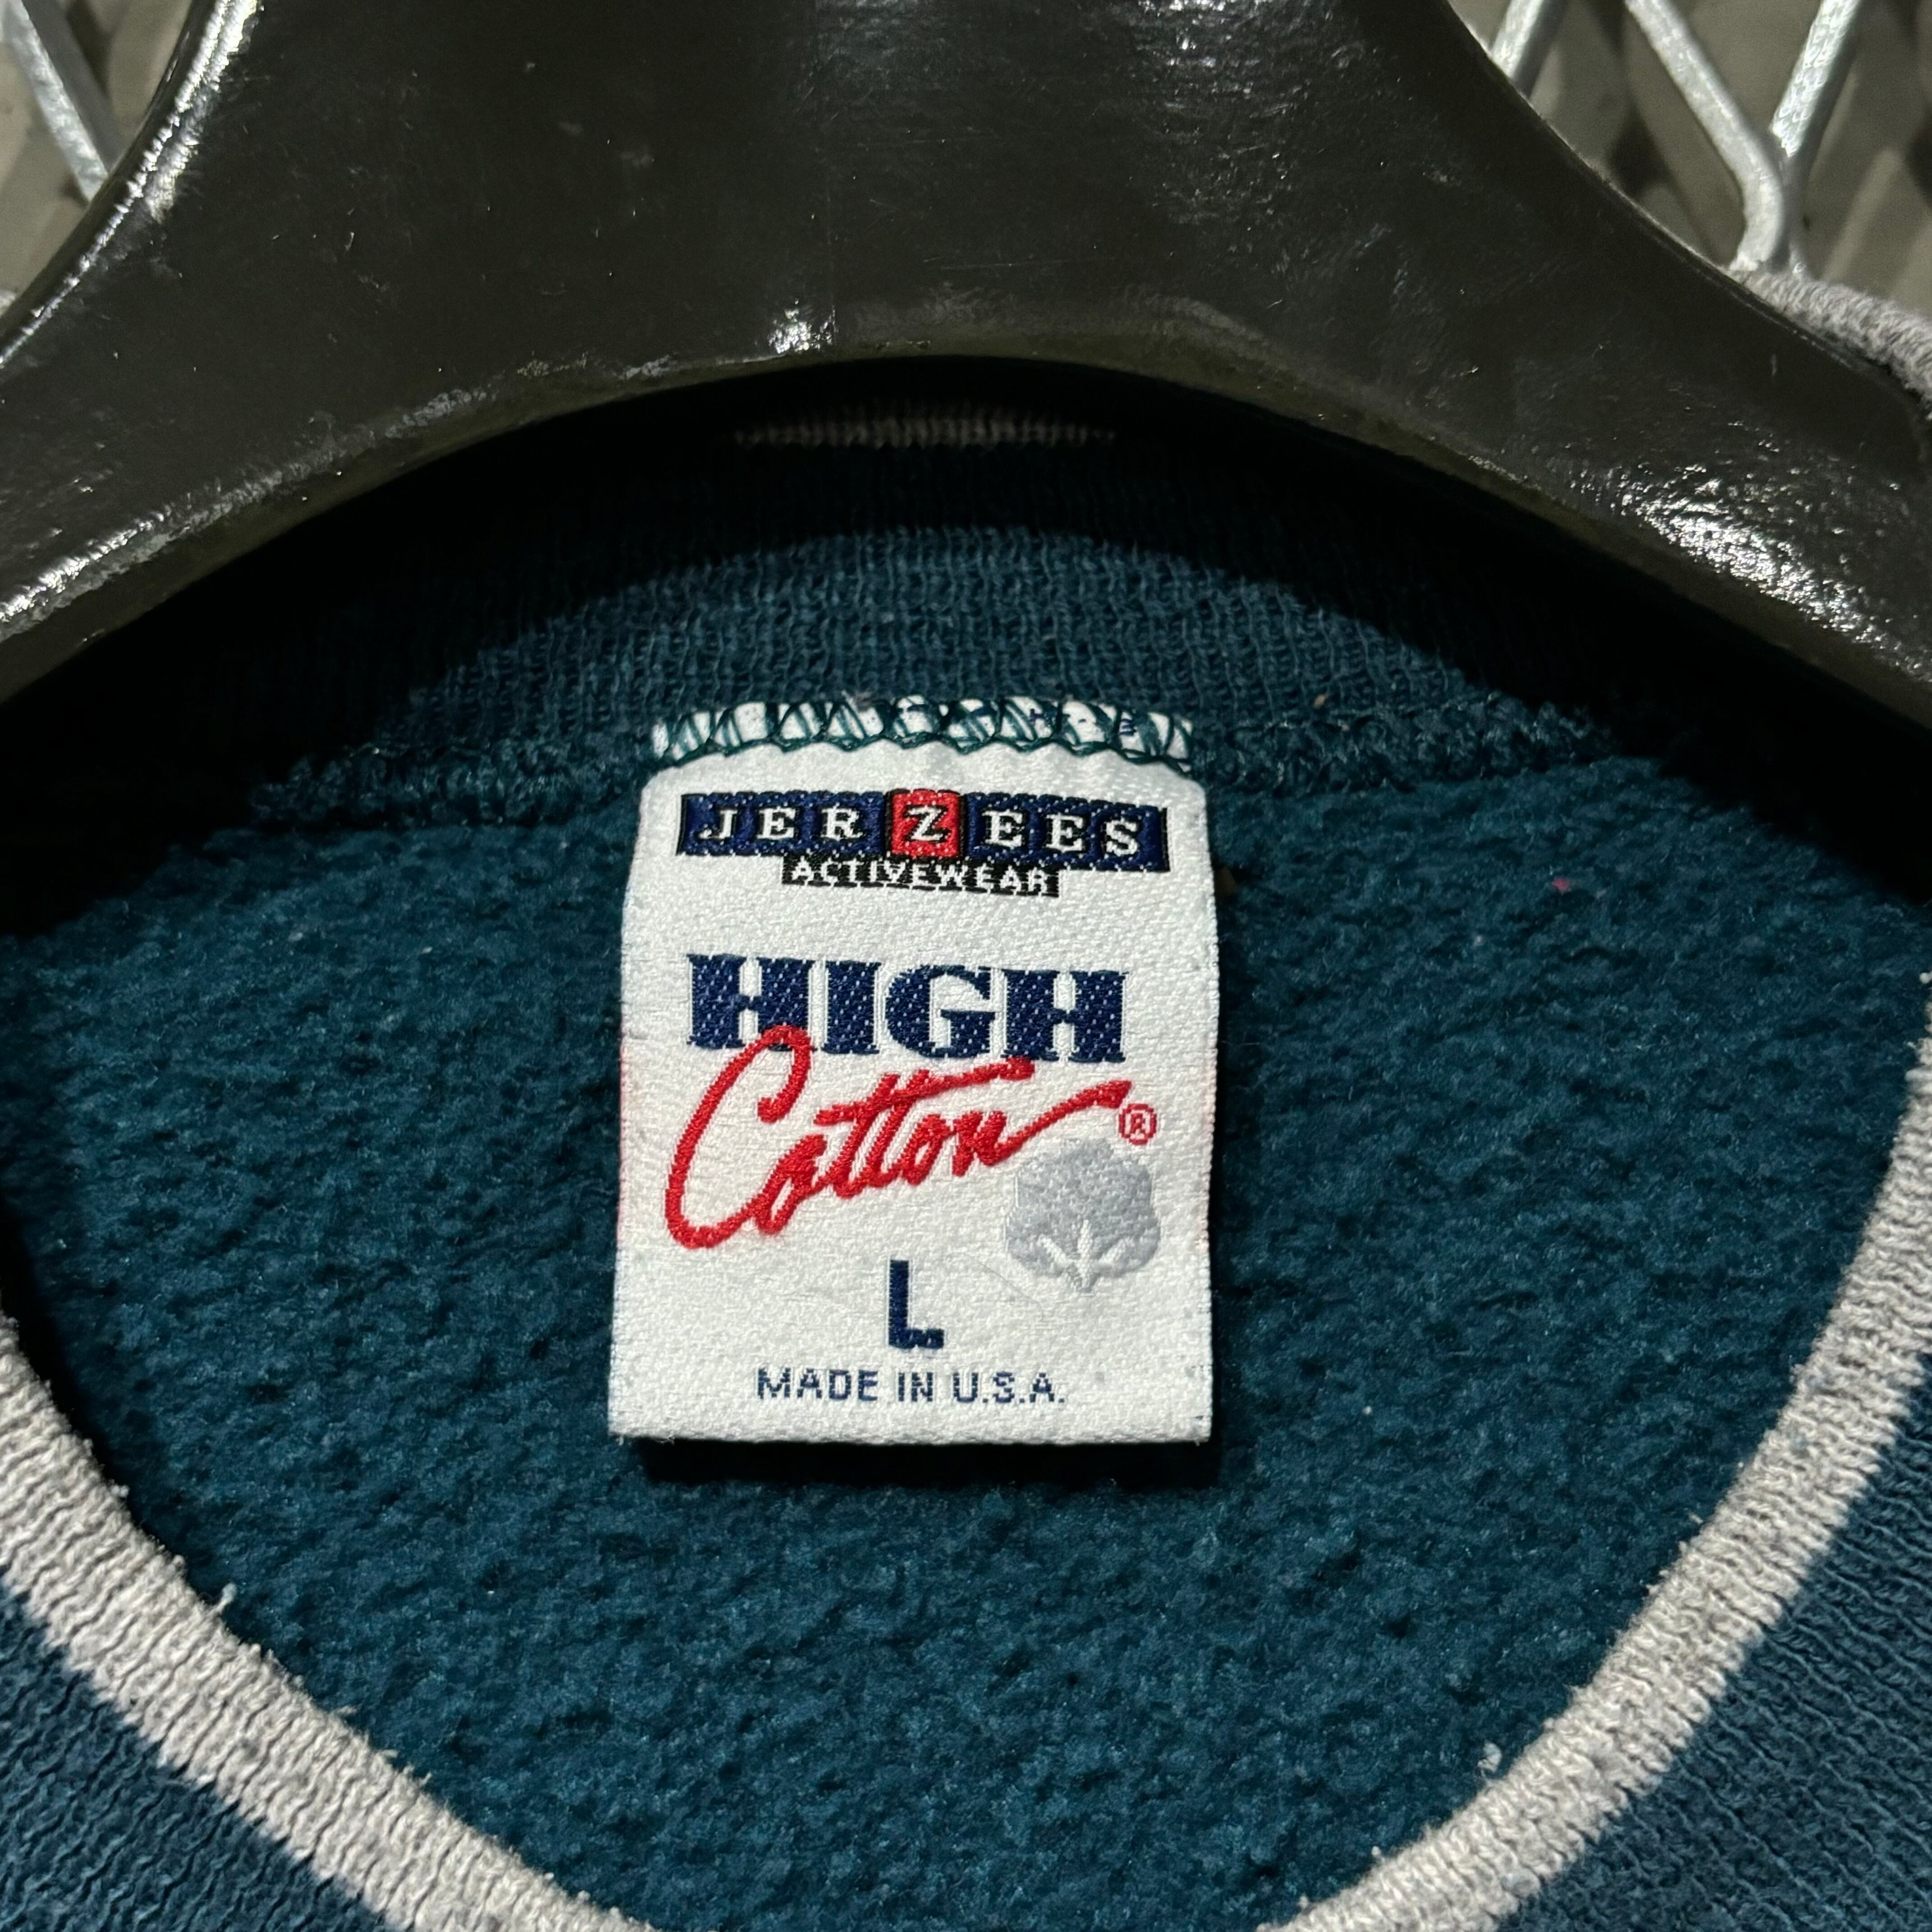 JERZEES
ACTIVEWEAR
HIGH
Cotton®
L
MADE IN U.S.A.